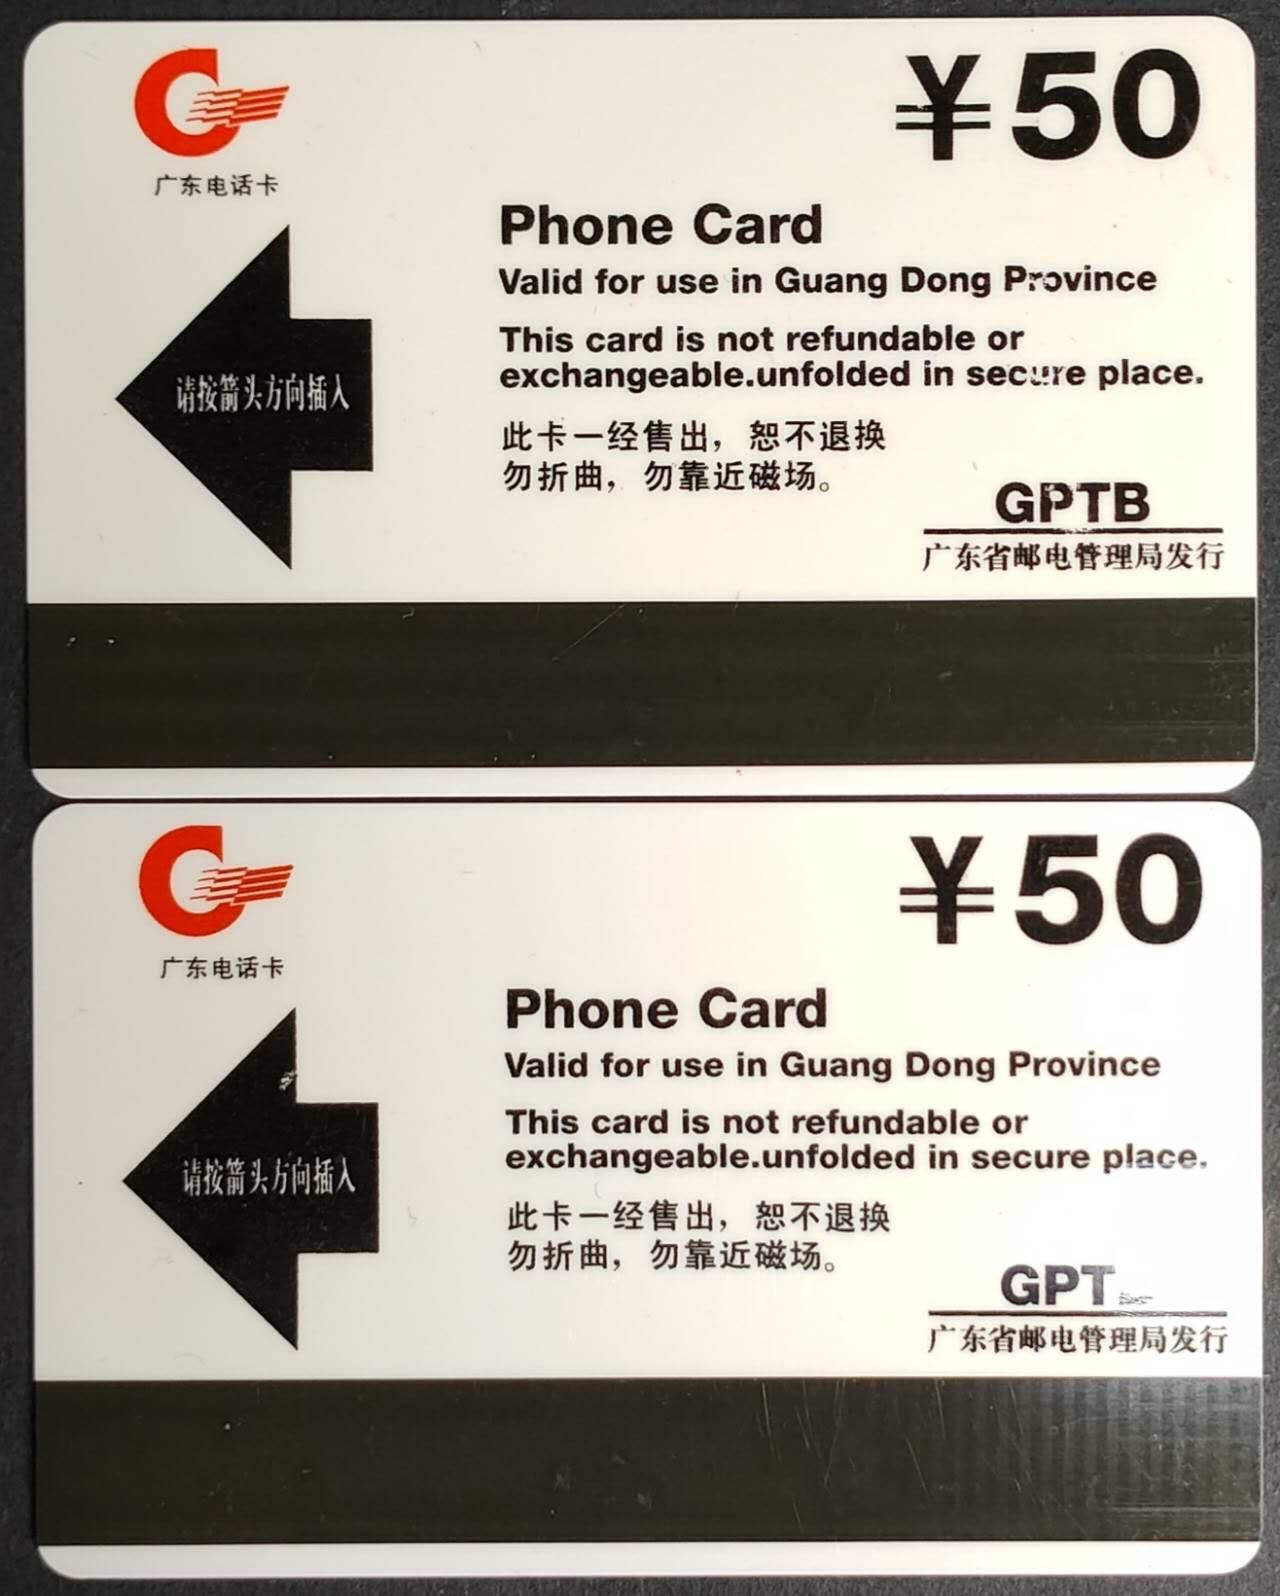 ¥50
广东电话卡
Phone Card
Valid for use in Guang Dong Province
This card is not refundable or
exchangeable.unfolded in secure place.
请按箭头方向插入
此卡一经售出，恕不退换
勿折曲，勿靠近磁场。
GPTB
广东省邮电管理局发行
¥50
广东电话卡
Phone Card
Valid for use in Guang Dong Province
This card is not refundable or
exchangeable.unfolded in secure place.
请按箭头方向插入
此卡一经售出，恕不退换
勿折曲，勿靠近磁场。
GPT
广东省邮电管理局发行